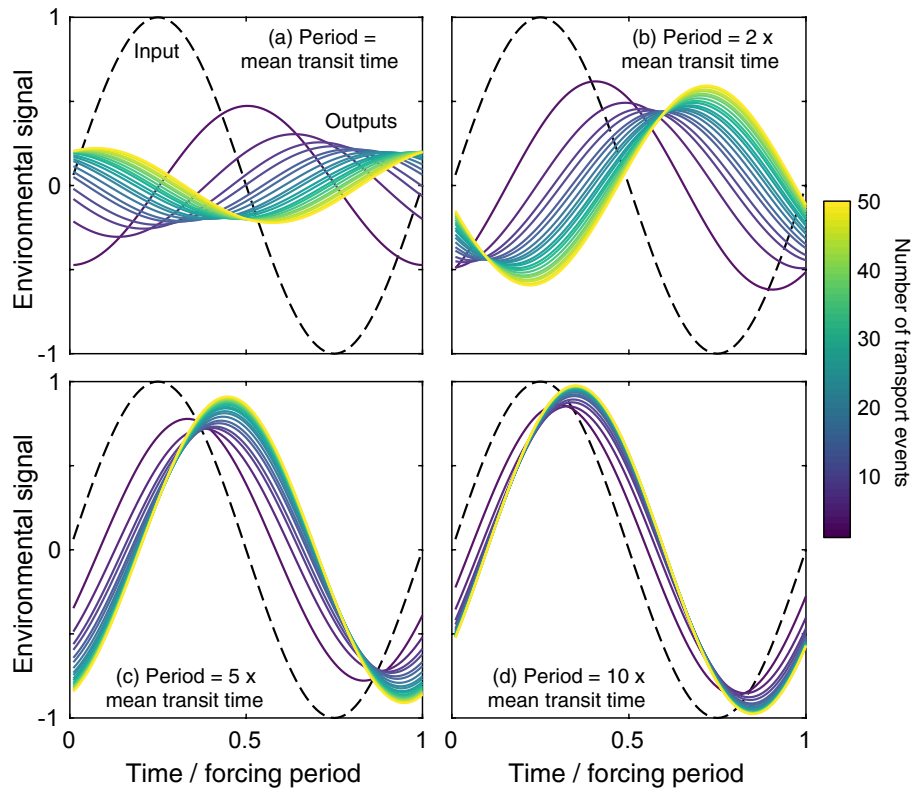 1
0
-1
Environmental signal
Input
(a) Period =
mean transit time
Outputs
(b) Period = 2 x
mean transit time
50
40
30
20
10
Number of transport events
1
0
-1
Environmental signal
(c) Period = 5 x
mean transit time
(d) Period = 10 x
mean transit time
0
0.5
1
0
0.5
1
Time / forcing period
Time / forcing period